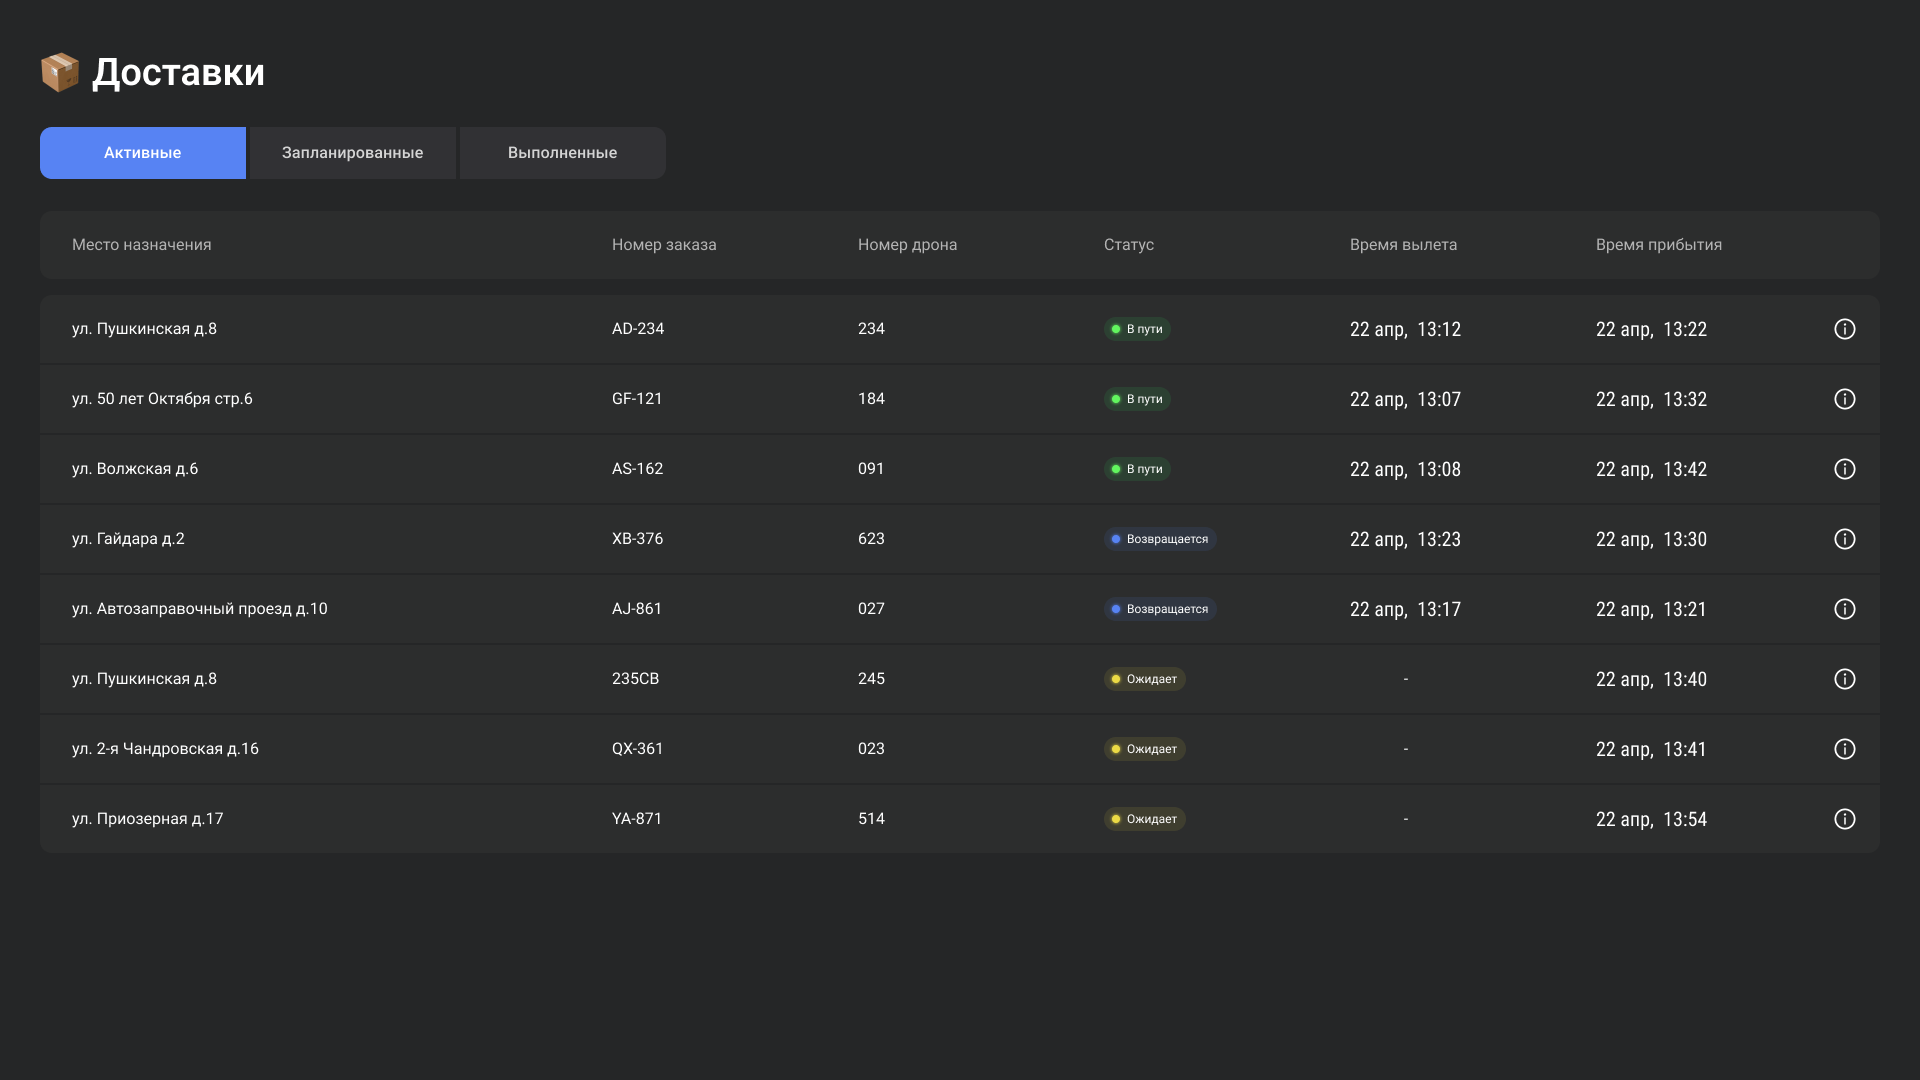 Доставки
Активные Запланированные Выполненные
Место назначения Номер заказа Номер дрона Статус Время вылета Время прибытия
ул. Пушкинская д.8 AD-234 234 В пути 22 апр, 13:12 22 апр, 13:22
ул. 50 лет Октября стр.6 GF-121 184 В пути 22 апр, 13:07 22 апр, 13:32
ул. Волжская д.6 AS-162 091 В пути 22 апр, 13:08 22 апр, 13:42
ул. Гайдара д.2 XB-376 623 Возвращается 22 апр, 13:23 22 апр, 13:30
ул. Автозаправочный проезд д.10 AJ-861 027 Возвращается 22 апр, 13:17 22 апр, 13:21
ул. Пушкинская д.8 235CB 245 Ожидает - 22 апр, 13:40
ул. 2-я Чандровская д.16 QX-361 023 Ожидает - 22 апр, 13:41
ул. Приозерная д.17 YA-871 514 Ожидает - 22 апр, 13:54